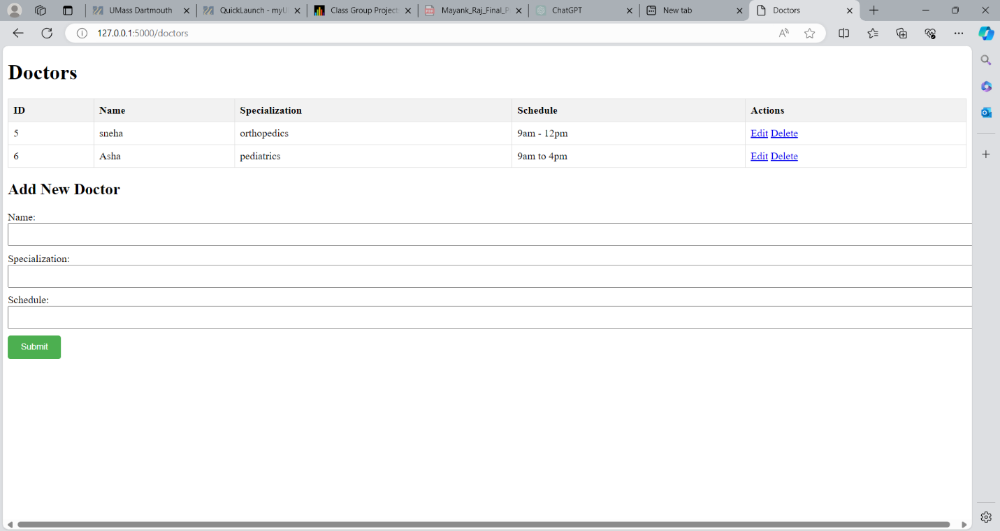 UMass Dartmouth
QuickLaunch - myU
Class Group Project
Mayank_Raj_Final_P
ChatGPT
New tab
Doctors
127.0.0.1:5000/doctors
Doctors
ID Name Specialization Schedule Actions
5 sneha orthopedics 9am - 12pm Edit Delete
6 Asha pediatrics 9am to 4pm Edit Delete
Add New Doctor
Name:
Specialization:
Schedule:
Submit